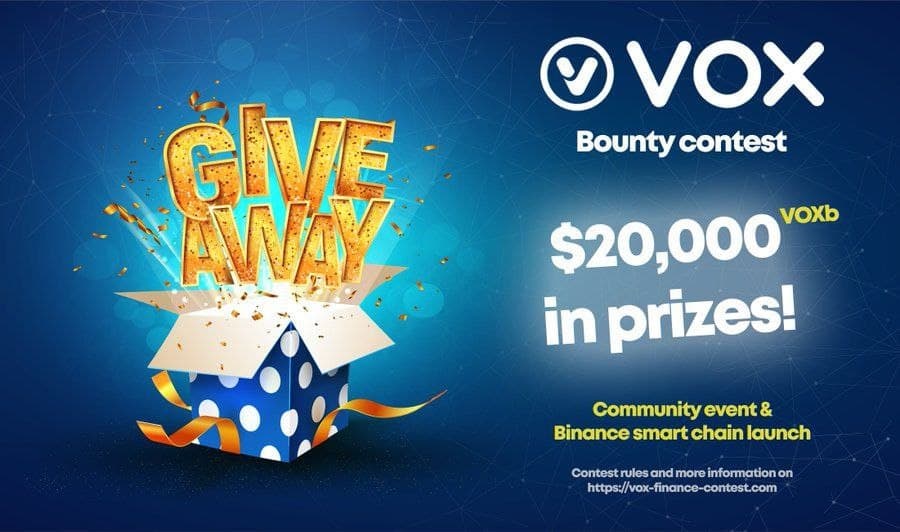 GIVE
AWAY
VOX
Bounty contest
$20,000 VOXb
in prizes!
Community event &
Binance smart chain launch
Contest rules and more information on
https://vox-finance-contest.com